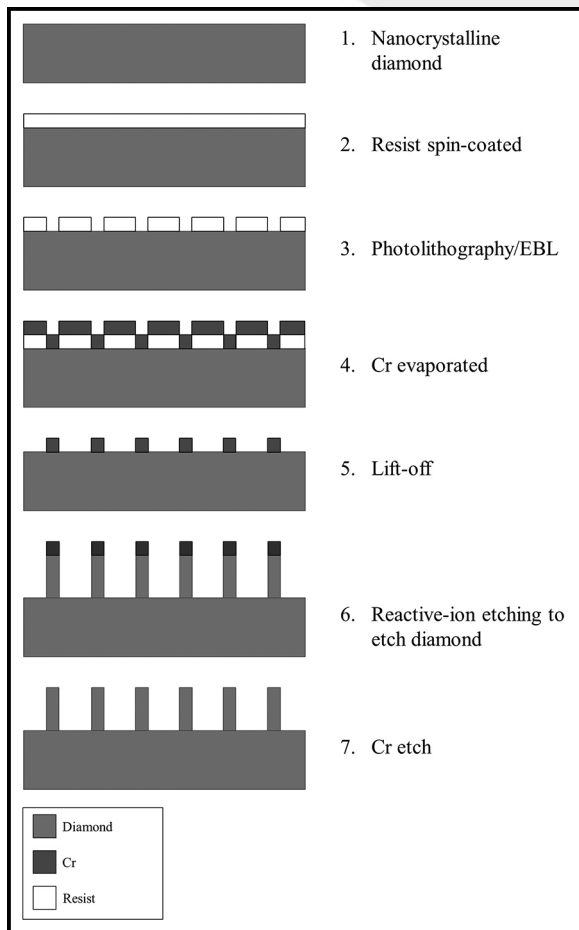 1. Nanocrystalline
diamond
2. Resist spin-coated
3. Photolithography/EBL
4. Cr evaporated
5. Lift-off
6. Reactive-ion etching to
etch diamond
7. Cr etch
Diamond
Cr
Resist